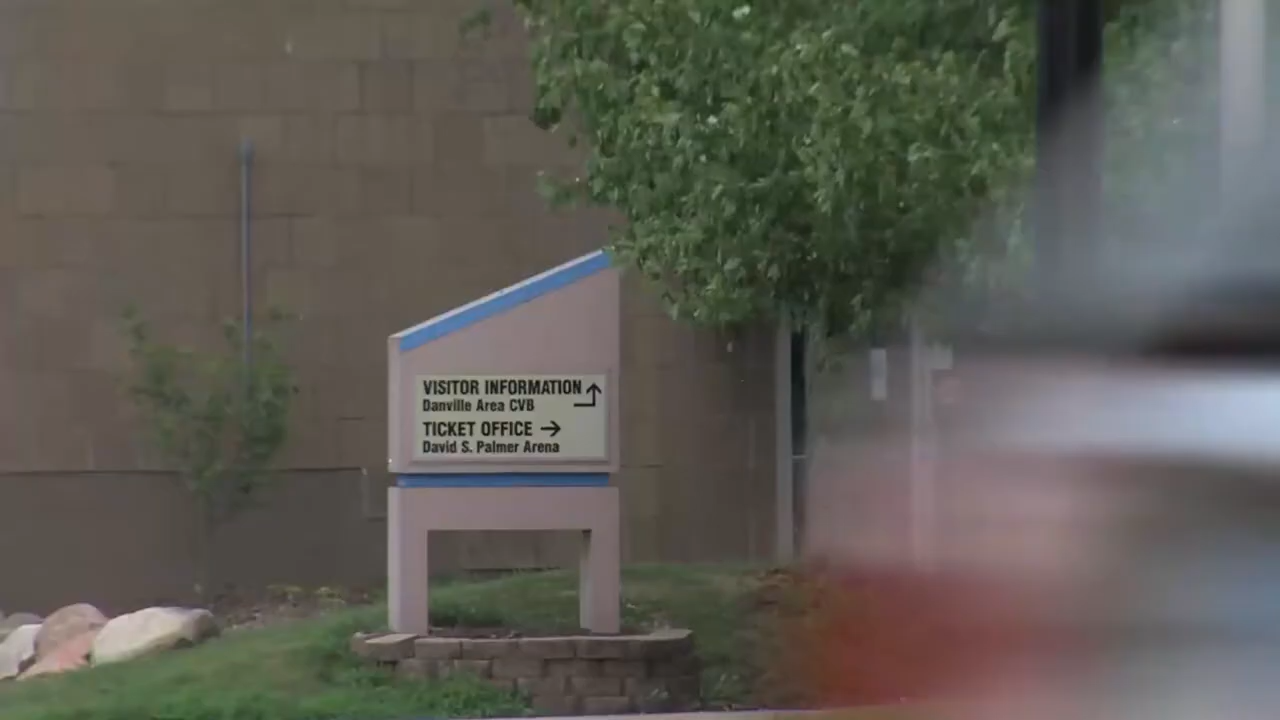 VISITOR INFORMATION
Danville Area CVB
TICKET OFFICE →
David S. Palmer Arena